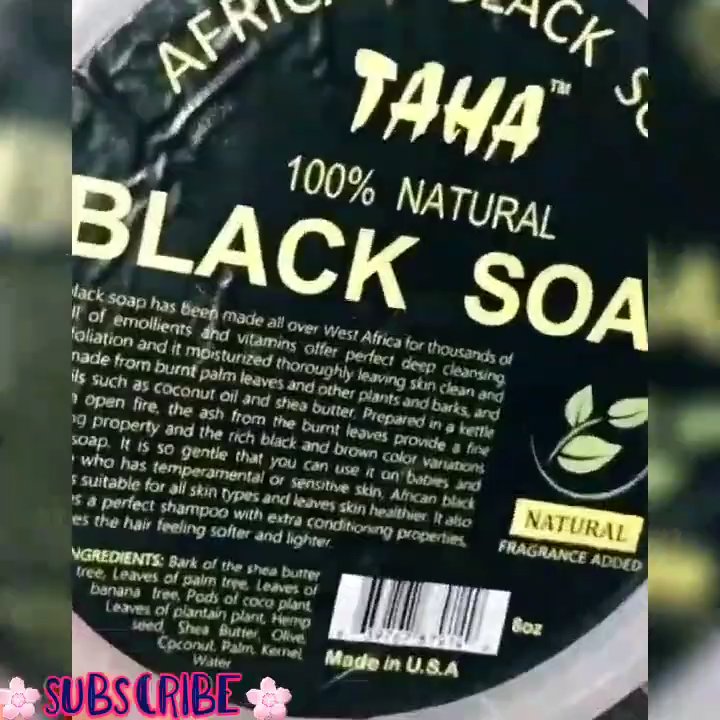 AFRICAN BLACK SO
TAHA™
100% NATURAL
BLACK SOA
lack soap has been made all over West Africa for thousands of
ll of emollients and vitamins offer perfect deep cleansing,
foliation and it moisturized thoroughly leaving skin clean and
made from burnt palm leaves and other plants and barks, and
ils such as coconut oil and shea butter. Prepared in a kettle
open fire, the ash from the burnt leaves provide a fine
ng property and the rich black and brown color variations
soap. It is so gentle that you can use it on babies and
who has temperamental or sensitive skin. African black
s suitable for all skin types and leaves skin healthier. It also
s a perfect shampoo with extra conditioning properties,
es the hair feeling softer and lighter.
NATURAL
FRAGRANCE ADDED
NGREDIENTS: Bark of the shea butter
tree, Leaves of palm tree, Leaves of
banana tree, Pods of coco plant,
Leaves of plantain plant, Hemp
seed, Shea Butter, Olive,
Coconut, Palm, Kernel,
Water
8oz
Made in U.S.A
SUBSCRIBE